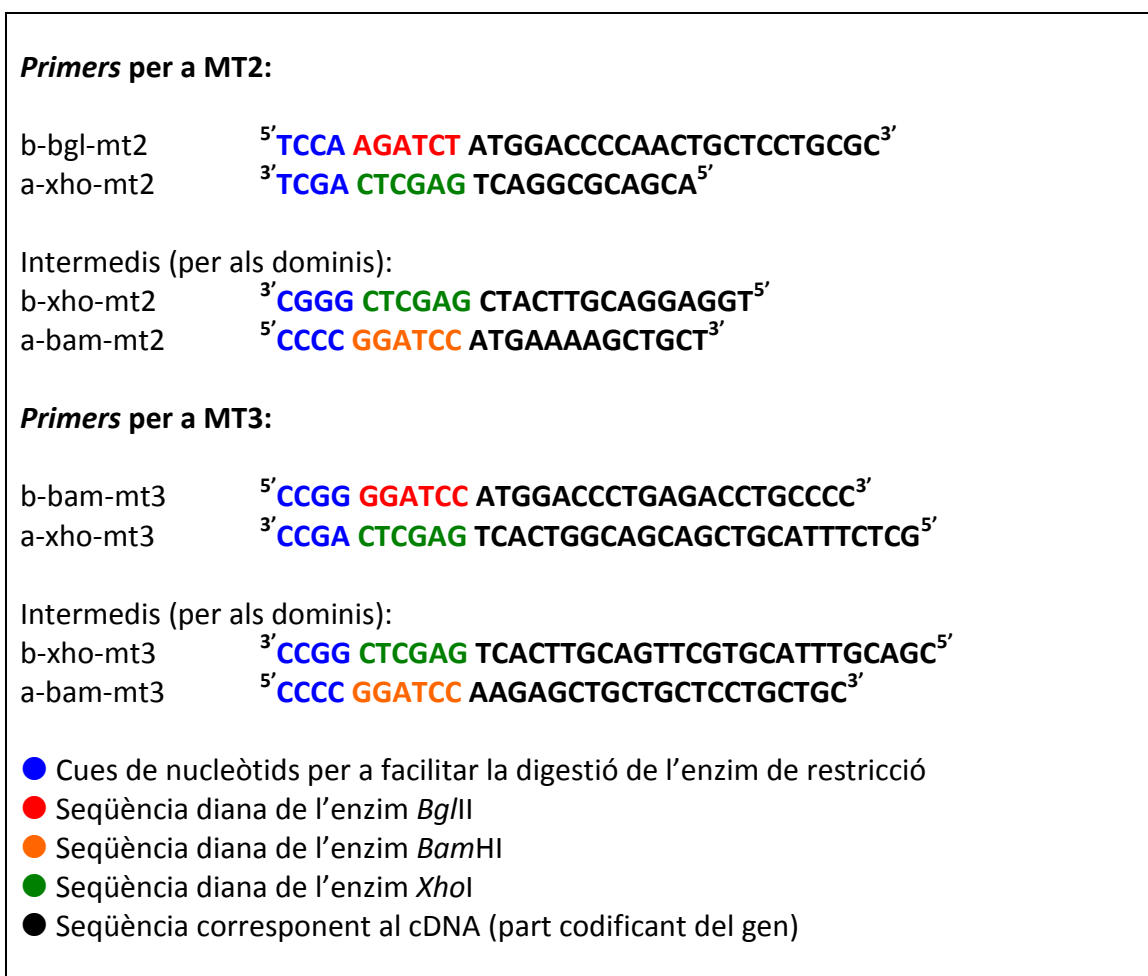 Primers per a MT2:
b-bgl-mt2 5’TCCA AGATCT ATGGACCCCAACTGCTCCTGCGC3’
a-xho-mt2 3’TCGA CTCGAG TCAGGCGCAGCA5’
Intermedis (per als dominis):
b-xho-mt2 3’CGGG CTCGAG CTACTTGCAGGAGGT5’
a-bam-mt2 5’CCCC GGATCC ATGAAAAGCTGCT3’
Primers per a MT3:
b-bam-mt3 5’CCGG GGATCC ATGGACCCTGAGACCTGCCCC3’
a-xho-mt3 3’CCGA CTCGAG TCACTGGCAGCAGCTGCATTTCTCG5’
Intermedis (per als dominis):
b-xho-mt3 3’CCGG CTCGAG TCACTTGCAGTTCGTGCATTTGCAGC5’
a-bam-mt3 5’CCCC GGATCC AAGAGCTGCTGCTCCTGCTGC3’
Cues de nucleòtids per a facilitar la digestió de l’enzim de restricció
Seqüència diana de l’enzim BglII
Seqüència diana de l’enzim BamHI
Seqüència diana de l’enzim XhoI
Seqüència corresponent al cDNA (part codificant del gen)